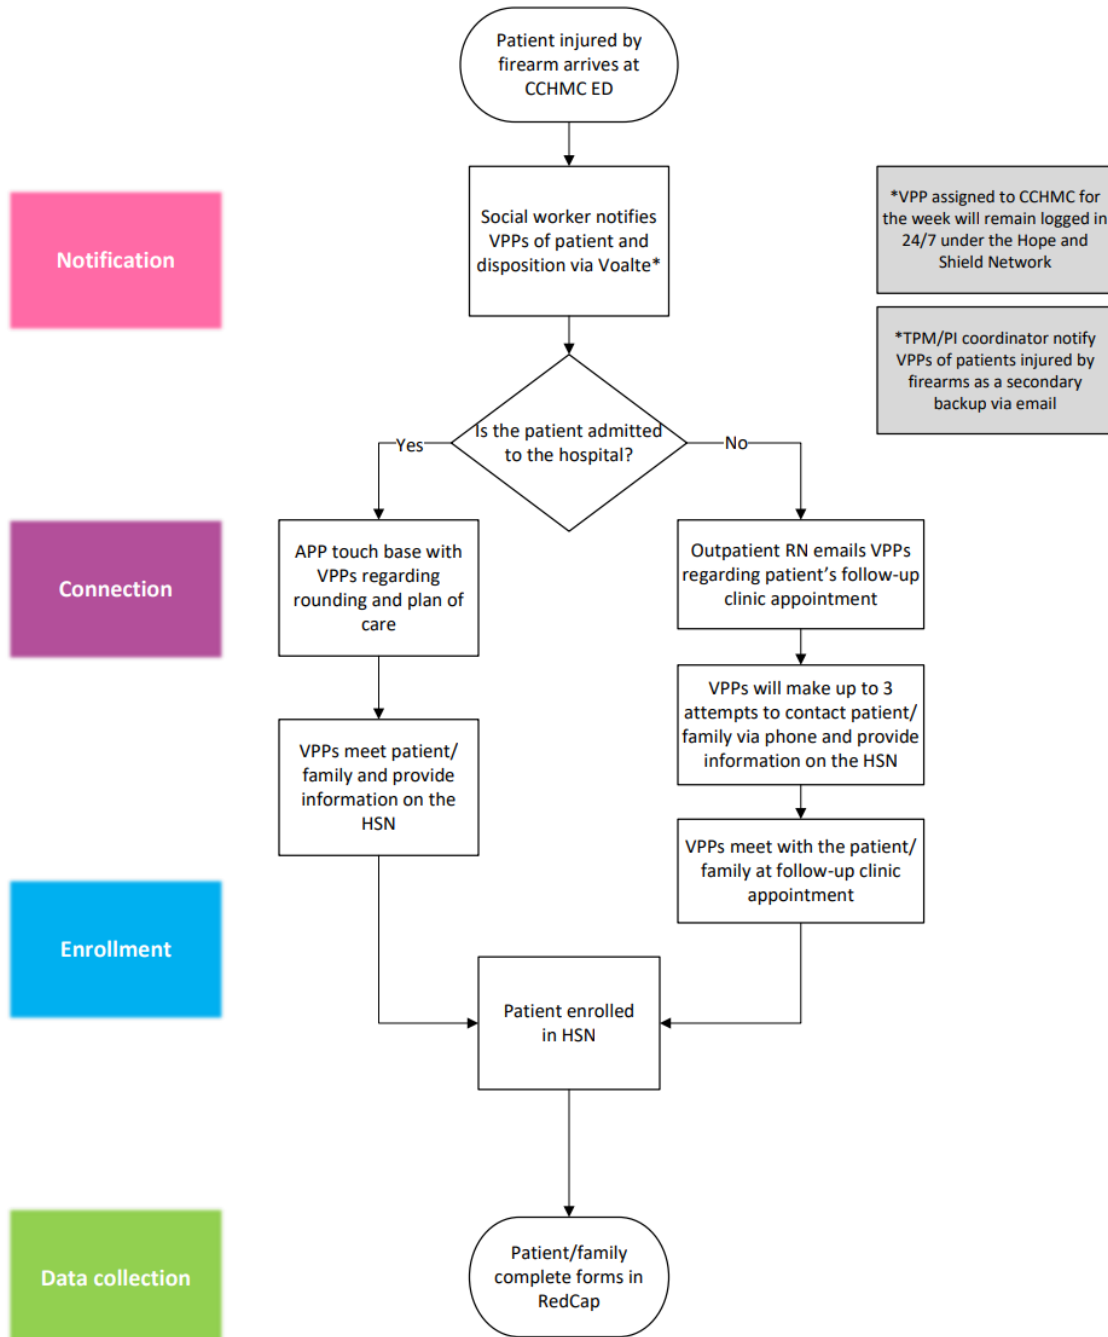 Patient injured by
firearm arrives at
CCHMC ED
Notification
Social worker notifies
VPPs of patient and
disposition via Voalte*
*VPP assigned to CCHMC for
the week will remain logged in
24/7 under the Hope and
Shield Network
*TPM/PI coordinator notify
VPPs of patients injured by
firearms as a secondary
backup via email
Is the patient admitted
to the hospital?
Yes
No
Connection
APP touch base with
VPPs regarding
rounding and plan of
care
Outpatient RN emails VPPs
regarding patient’s follow-up
clinic appointment
VPPs meet patient/
family and provide
information on the
HSN
VPPs will make up to 3
attempts to contact patient/
family via phone and provide
information on the HSN
VPPs meet with the patient/
family at follow-up clinic
appointment
Enrollment
Patient enrolled
in HSN
Data collection
Patient/family
complete forms in
RedCap